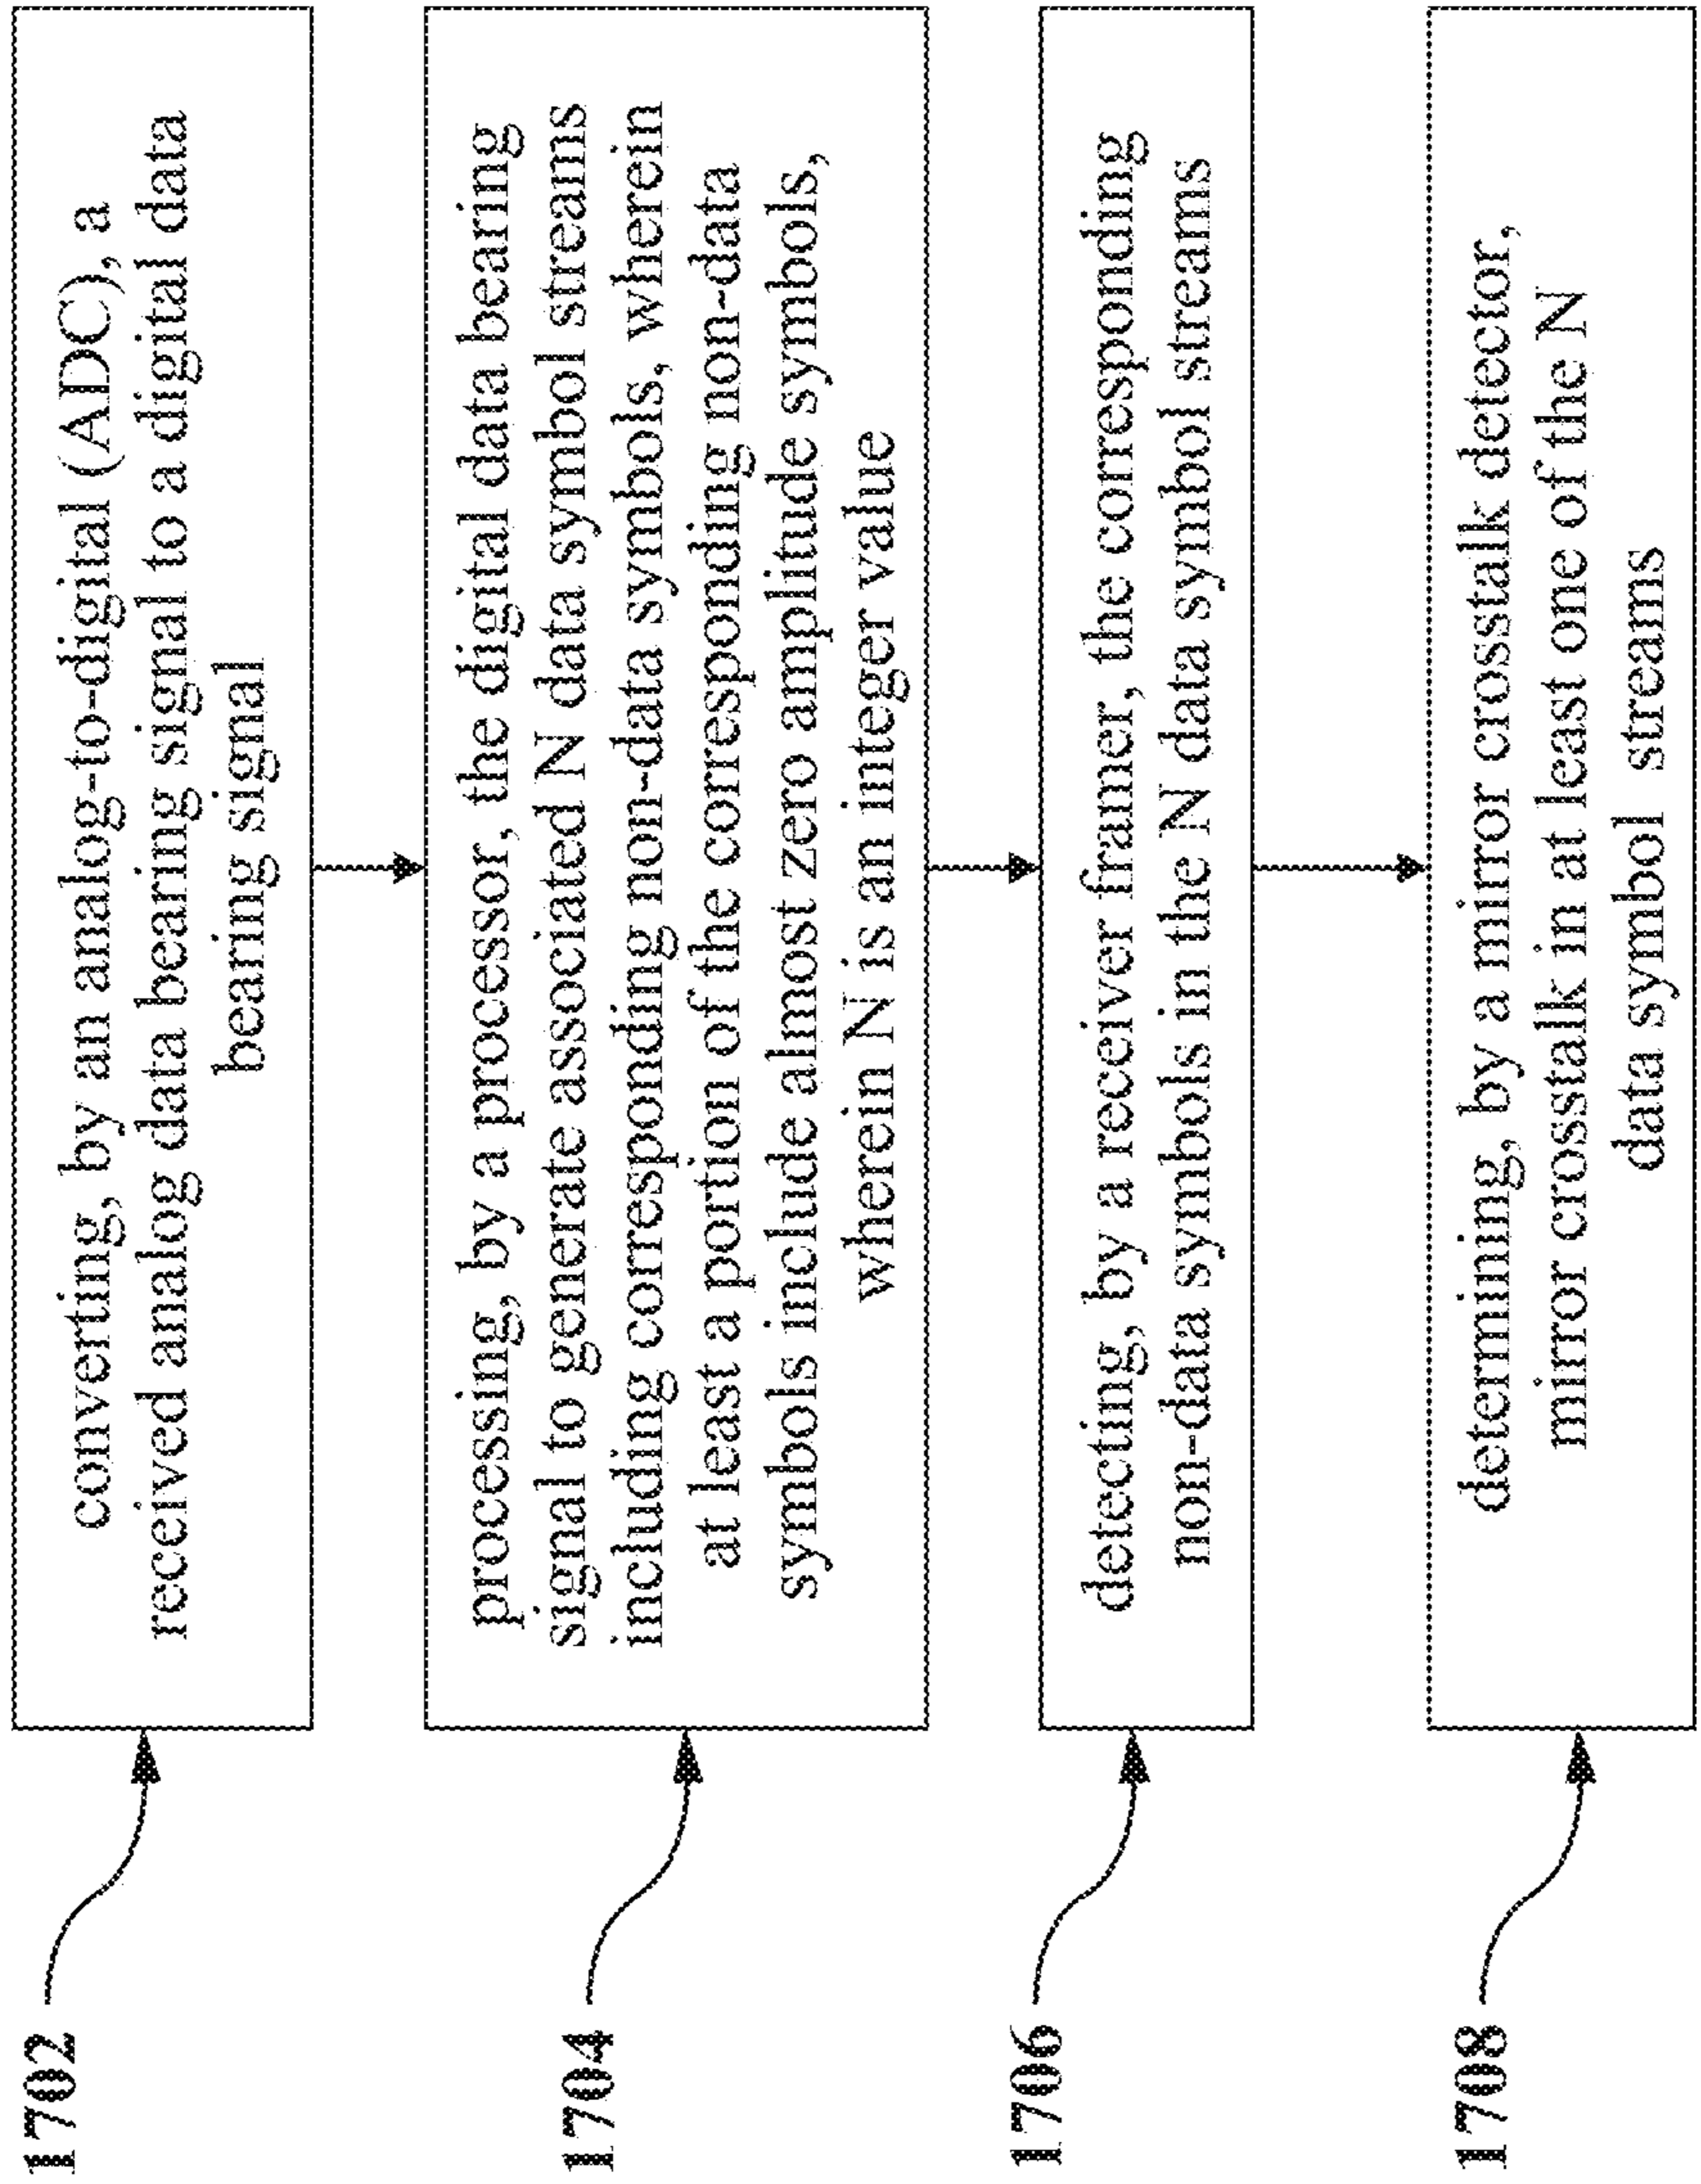 1702
converting, by an analog-to-digital (ADC), a
received analog data bearing signal to a digital data
bearing signal
1704
processing, by a processor, the digital data bearing
signal to generate associated N data symbol streams
including corresponding non-data symbols, wherein
at least a portion of the corresponding non-data
symbols include almost zero amplitude symbols,
wherein N is an integer value
1706
detecting, by a receiver framer, the corresponding
non-data symbols in the N data symbol streams
1708
determining, by a mirror crosstalk detector,
mirror crosstalk in at least one of the N
data symbol streams